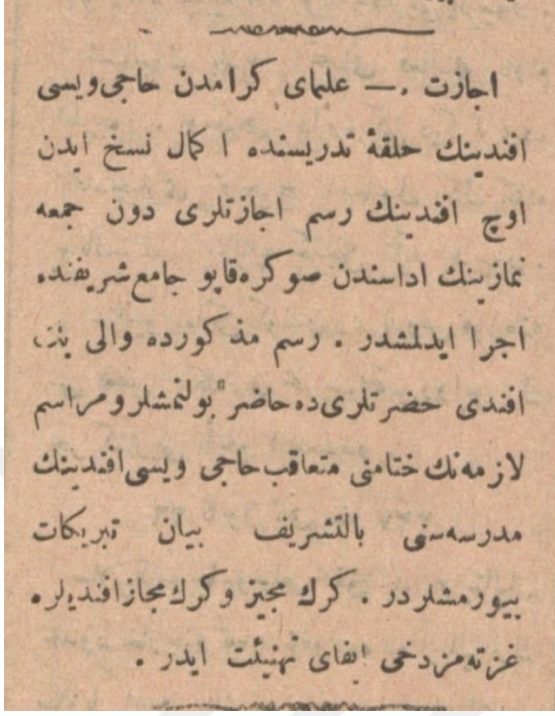 اجازت .— علمای کرامدن حاجی ویسی
افندینك حلقهٔ تدریسنده اکمال نسخ ایدن
اوچ افندینك رسم اجازتلری دون جمعه
نمازینك اداسندن صوکره قاپو جامع شریفنده
اجرا ایدلمشدر . رسم مذکورده والی
افندی حضرتلری ده حاضر بولنمشلر و مراسم
لازمه‌نك ختامنی متعاقب حاجی ویسی افندینك
مدرسه‌سنی بالتشریف بیان تبریکات
بیورمشلردر . کرك مجیز و کرك مجاز افندیلره
غزته‌مز دخی ایفای تهنیئت ایدر .